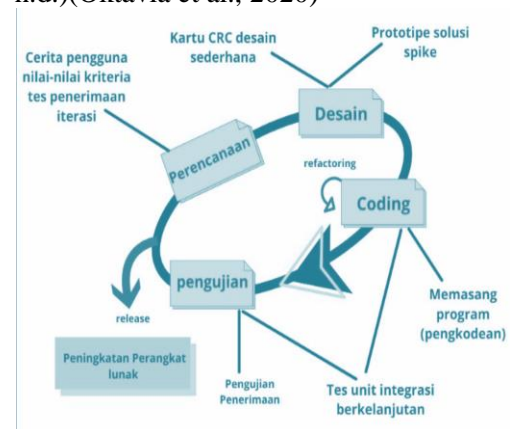 n.d.)(Oktavia et al., 2020)
Kartu CRC desain
sederhana
Prototipe solusi
spike
Cerita pengguna
nilai-nilai kriteria
tes penerimaan
iterasi
Desain
Perencanaan
refactoring
Coding
pengujian
release
Memasang
program
(pengkodean)
Peningkatan Perangkat
lunak
Pengujian
Penerimaan
Tes unit integrasi
berkelanjutan